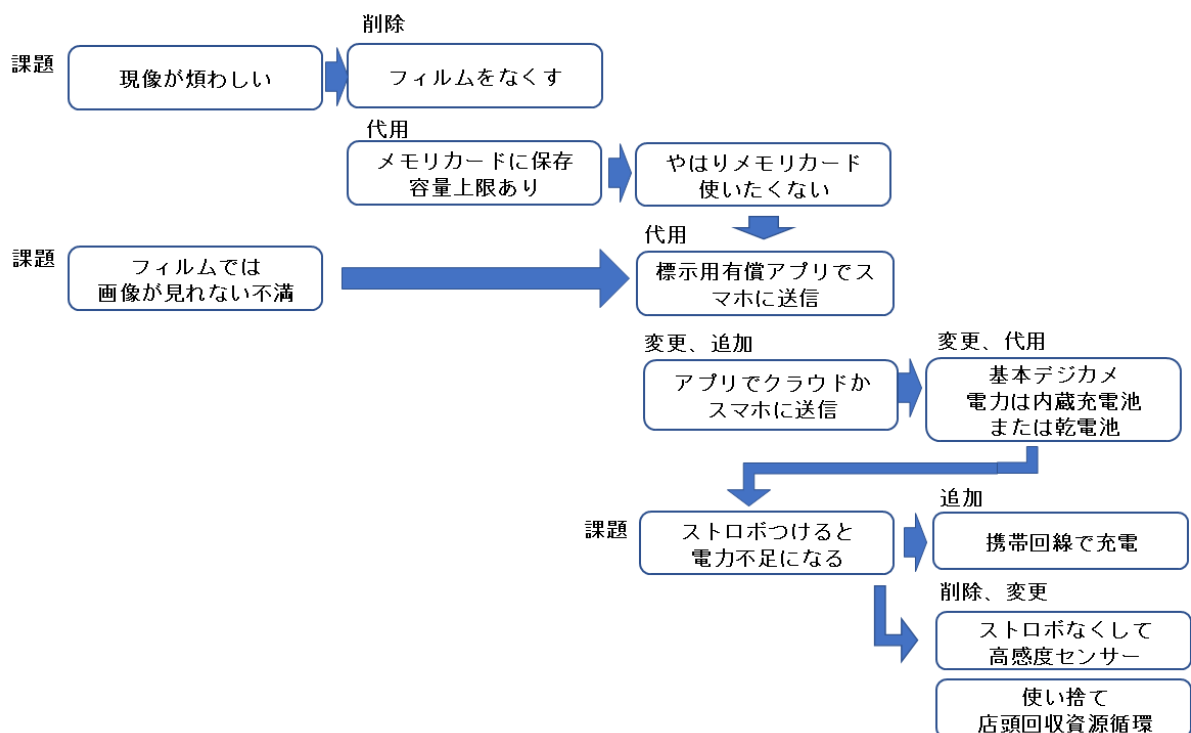 削除
課題
現像が煩わしい
フィルムをなくす
代用
メモリカードに保存
容量上限あり
やはりメモリカード
使いたくない
課題
フィルムでは
画像が見れない不満
代用
標示用有償アプリでス
マホに送信
変更、追加
アプリでクラウドか
スマホに送信
変更、代用
基本デジカメ
電力は内蔵充電池
または乾電池
課題
ストロボつけると
電力不足になる
追加
携帯回線で充電
削除、変更
ストロボなくして
高感度センサー
使い捨て
店頭回収資源循環